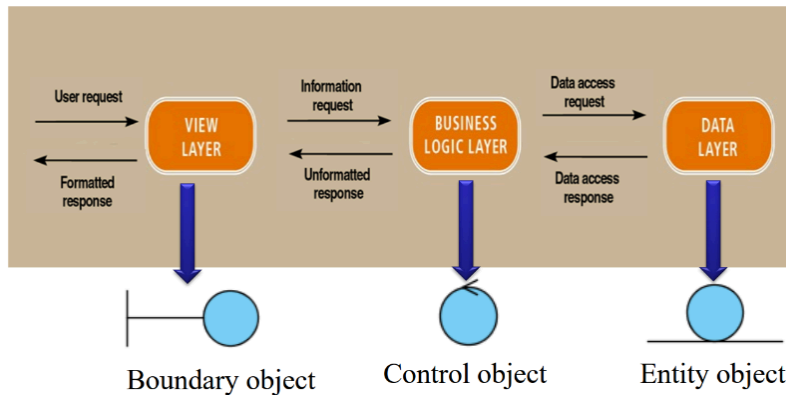 User request
Formatted
response
VIEW
LAYER
Information
request
Unformatted
response
BUSINESS
LOGIC LAYER
Data access
request
Data access
response
DATA
LAYER
Boundary object
Control object
Entity object